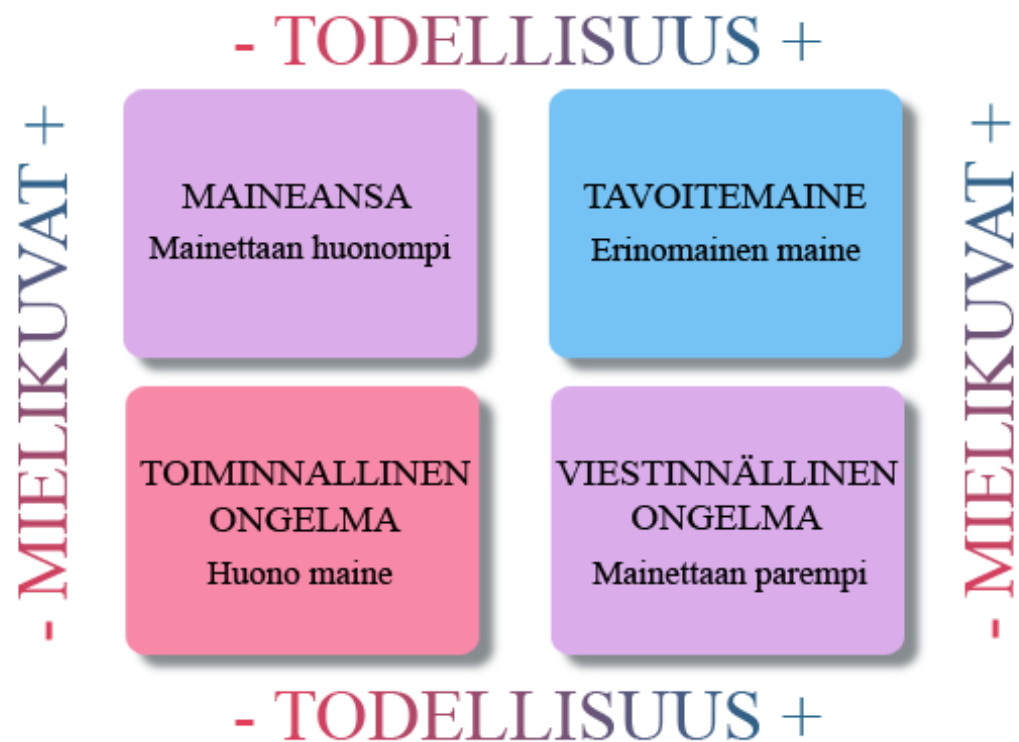 - TODELLISUUS +
- MIELIKUVAT +
MAINEANSA
Mainettaan huonompi
TAVOITEMAINE
Erinomainen maine
TOIMINNALLINEN
ONGELMA
Huono maine
VIESTINNÄLLINEN
ONGELMA
Mainettaan parempi
- MIELIKUVAT +
- TODELLISUUS +